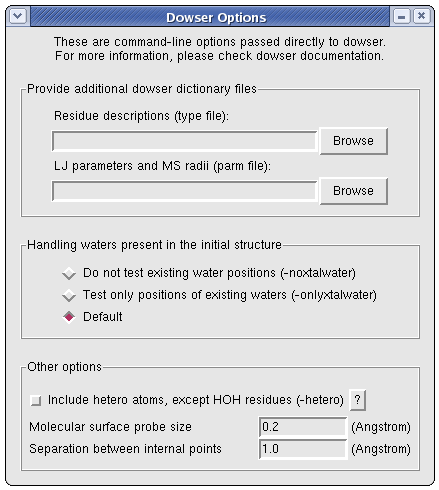 Dowser Options
These are command-line options passed directly to dowser.
For more information, please check dowser documentation.
Provide additional dowser dictionary files
Residue descriptions (type file):
Browse
LJ parameters and MS radii (parm file):
Browse
Handling waters present in the initial structure
Do not test existing water positions (-noxtalwater)
Test only positions of existing waters (-onlyxtalwater)
Default
Other options
Include hetero atoms, except HOH residues (-hetero) ?
Molecular surface probe size 0.2 (Angstrom)
Separation between internal points 1.0 (Angstrom)